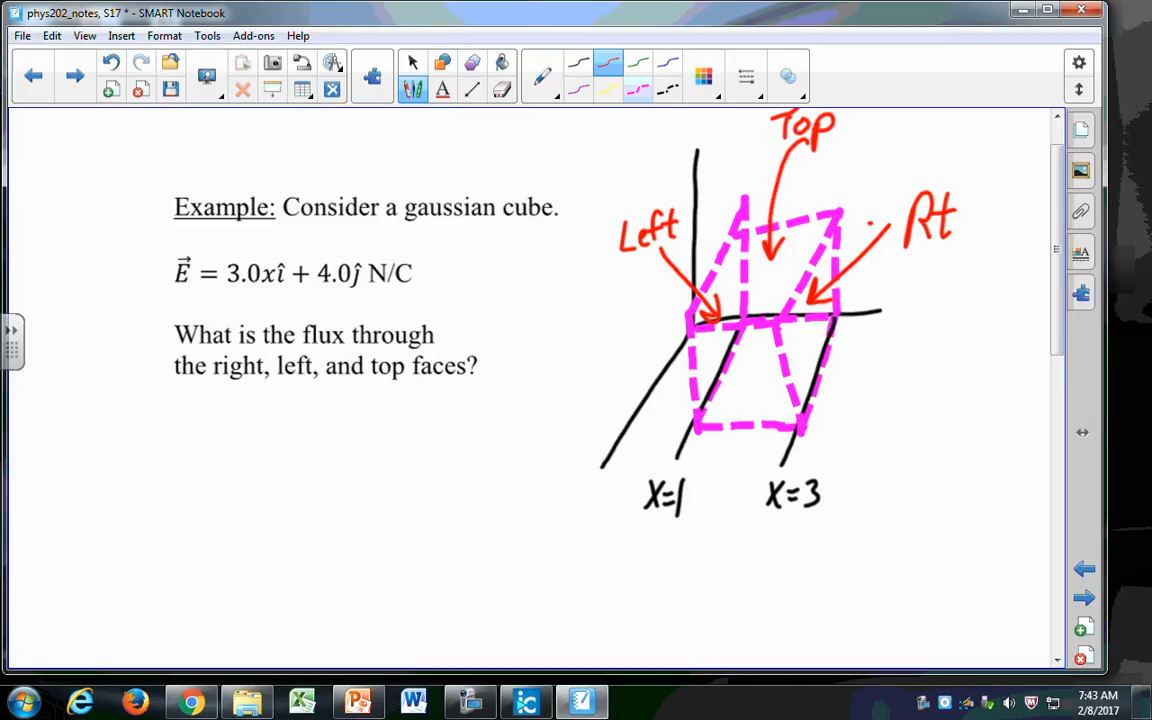 phys202_notes, S17 * - SMART Notebook
File Edit View Insert Format Tools Add-ons Help
Top
Left
Rt
Example: Consider a gaussian cube.
E⃗ = 3.0xî + 4.0ĵ N/C
What is the flux through
the right, left, and top faces?
X=1 X=3
7:43 AM
2/8/2017